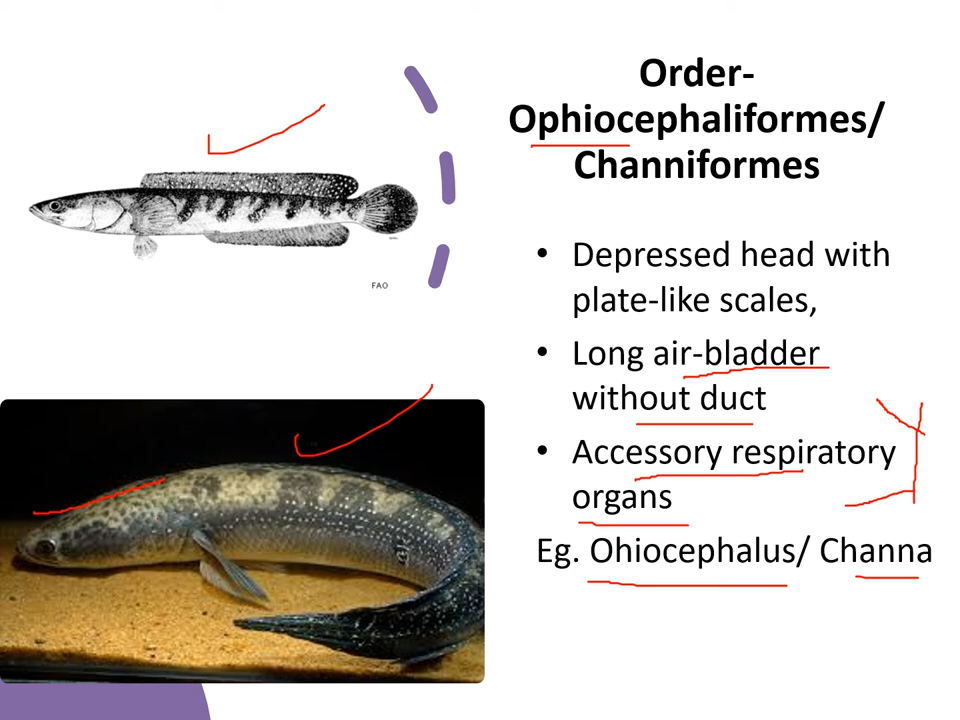 Order-
Ophiocephaliformes/
Channiformes
• Depressed head with
plate-like scales,
• Long air-bladder
without duct
• Accessory respiratory
organs
Eg. Ohiocephalus/ Channa
FAO